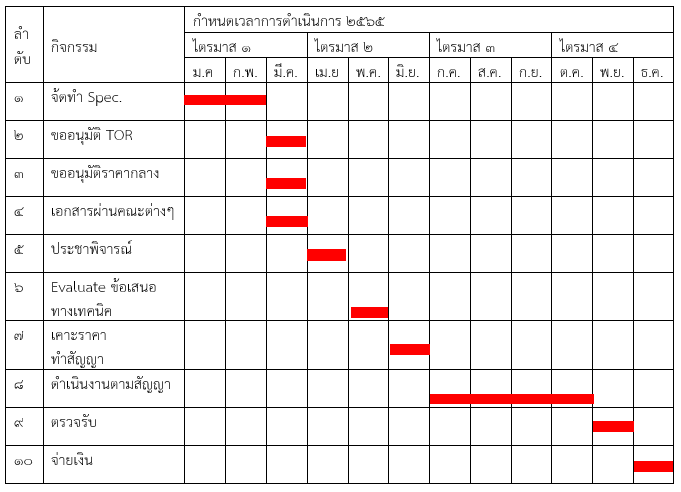 กำหนดเวลาการดำเนินการ ๒๕๖๕
ลำ
ดับ
กิจกรรม
ไตรมาส ๑ ไตรมาส ๒ ไตรมาส ๓ ไตรมาส ๔
ม.ค ก.พ. มี.ค. เม.ย พ.ค. มิ.ย. ก.ค. ส.ค. ก.ย. ต.ค. พ.ย. ธ.ค.
๑ จัดทำ Spec.
๒ ขออนุมัติ TOR
๓ ขออนุมัติราคากลาง
๔ เอกสารผ่านคณะต่างๆ
๕ ประชาพิจารณ์
๖ Evaluate ข้อเสนอ
ทางเทคนิค
๗ เคาะราคา
ทำสัญญา
๘ ดำเนินงานตามสัญญา
๙ ตรวจรับ
๑๐ จ่ายเงิน